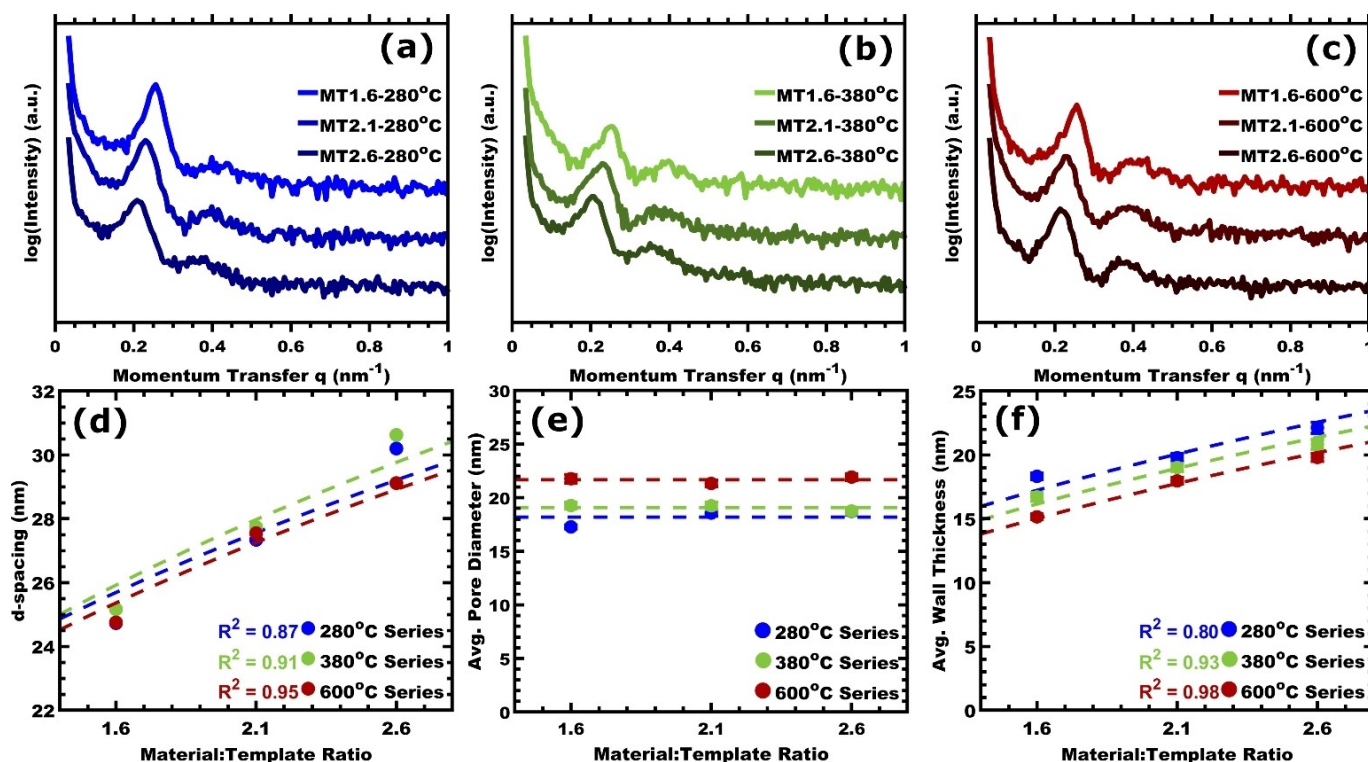 (a)
MT1.6-280°C
MT2.1-280°C
MT2.6-280°C
log(Intensity) (a.u.)
0 0.2 0.4 0.6 0.8 1
Momentum Transfer q (nm⁻¹)
(b)
MT1.6-380°C
MT2.1-380°C
MT2.6-380°C
log(Intensity) (a.u.)
0 0.2 0.4 0.6 0.8 1
Momentum Transfer q (nm⁻¹)
(c)
MT1.6-600°C
MT2.1-600°C
MT2.6-600°C
log(Intensity) (a.u.)
0 0.2 0.4 0.6 0.8 1
Momentum Transfer q (nm⁻¹)
(d)
32
30
28
26
24
22
d-spacing (nm)
R² = 0.87 280°C Series
R² = 0.91 380°C Series
R² = 0.95 600°C Series
1.6 2.1 2.6
Material:Template Ratio
(e)
30
25
20
15
10
5
0
Avg. Pore Diameter (nm)
280°C Series
380°C Series
600°C Series
1.6 2.1 2.6
Material:Template Ratio
(f)
25
20
15
10
5
0
Avg. Wall Thickness (nm)
R² = 0.80 280°C Series
R² = 0.93 380°C Series
R² = 0.98 600°C Series
1.6 2.1 2.6
Material:Template Ratio